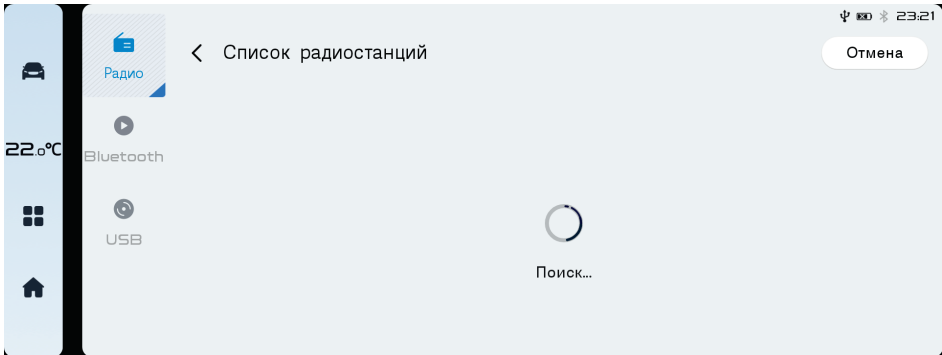 23:21
Список радиостанций
Отмена
Радио
22.0°C
Bluetooth
USB
Поиск...